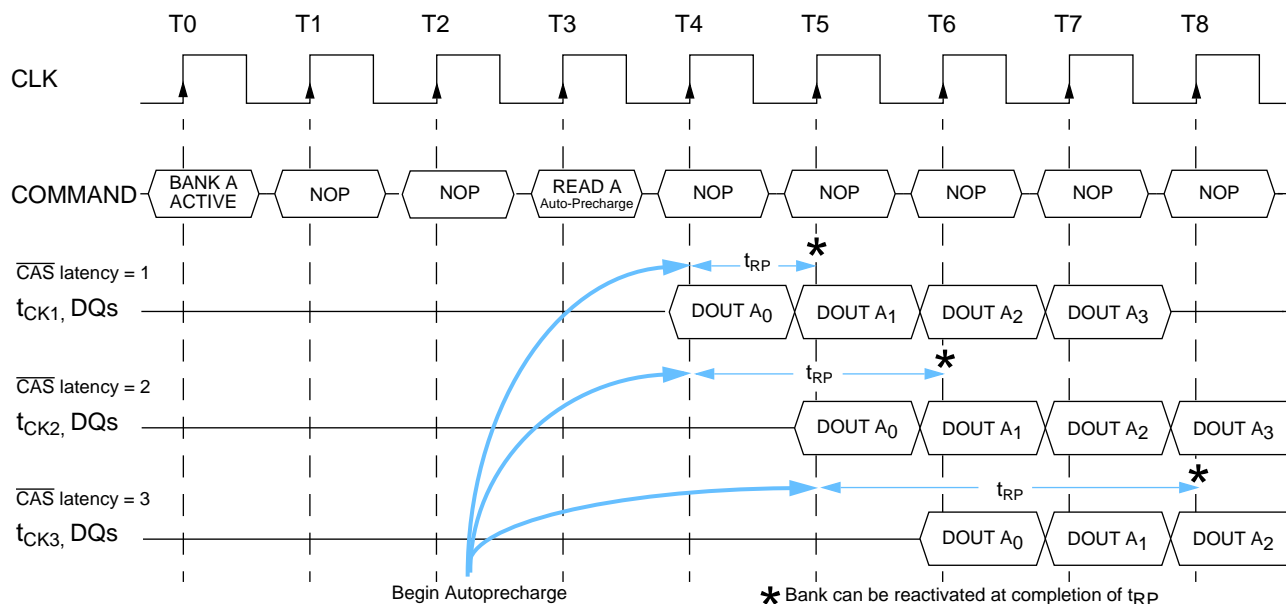 T0 T1 T2 T3 T4 T5 T6 T7 T8
CLK
COMMAND
BANK A
ACTIVE
NOP
NOP
READ A
Auto-Precharge
NOP
NOP
NOP
NOP
NOP
CAS latency = 1
tCK1, DQs
tRP
*
DOUT A0
DOUT A1
DOUT A2
DOUT A3
CAS latency = 2
tCK2, DQs
tRP
*
DOUT A0
DOUT A1
DOUT A2
DOUT A3
CAS latency = 3
tCK3, DQs
tRP
*
DOUT A0
DOUT A1
DOUT A2
Begin Autoprecharge
* Bank can be reactivated at completion of tRP